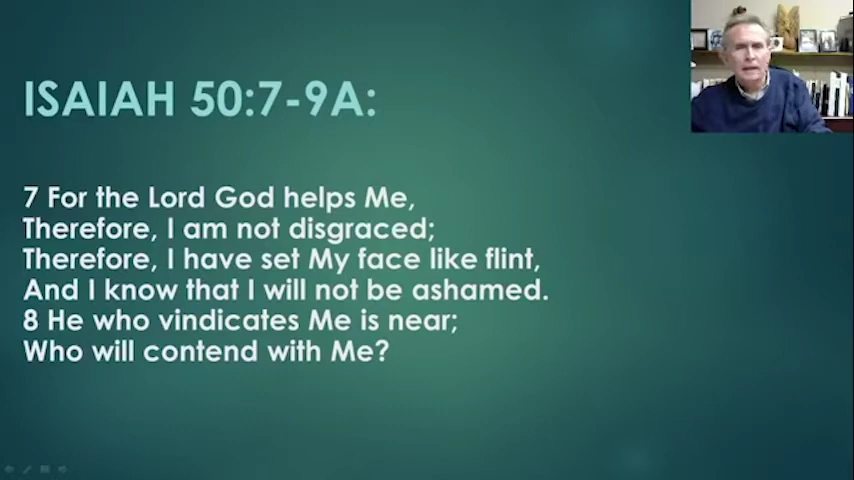 ISAIAH 50:7-9A:
7 For the Lord God helps Me,
Therefore, I am not disgraced;
Therefore, I have set My face like flint,
And I know that I will not be ashamed.
8 He who vindicates Me is near;
Who will contend with Me?